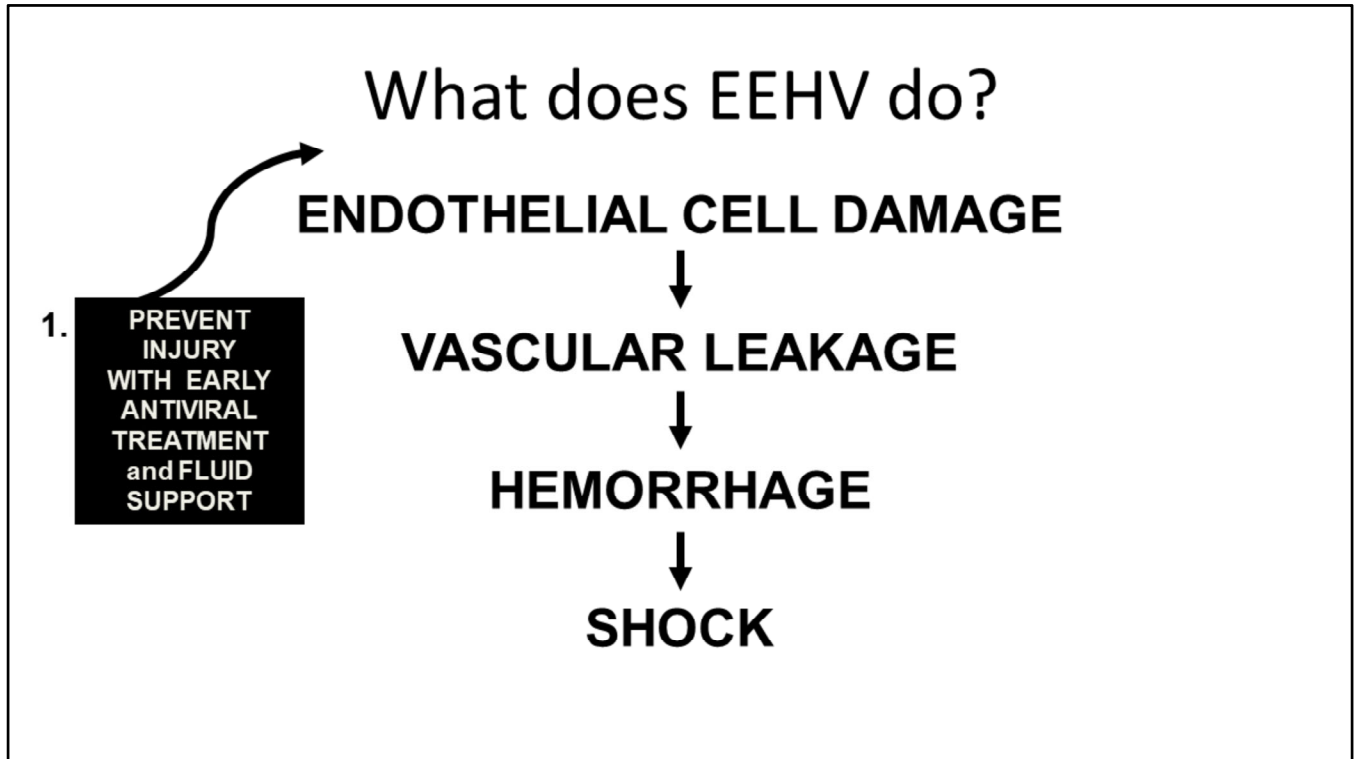 What does EEHV do?
ENDOTHELIAL CELL DAMAGE
1.
PREVENT
INJURY
WITH EARLY
ANTIVIRAL
TREATMENT
and FLUID
SUPPORT
VASCULAR LEAKAGE
HEMORRHAGE
SHOCK